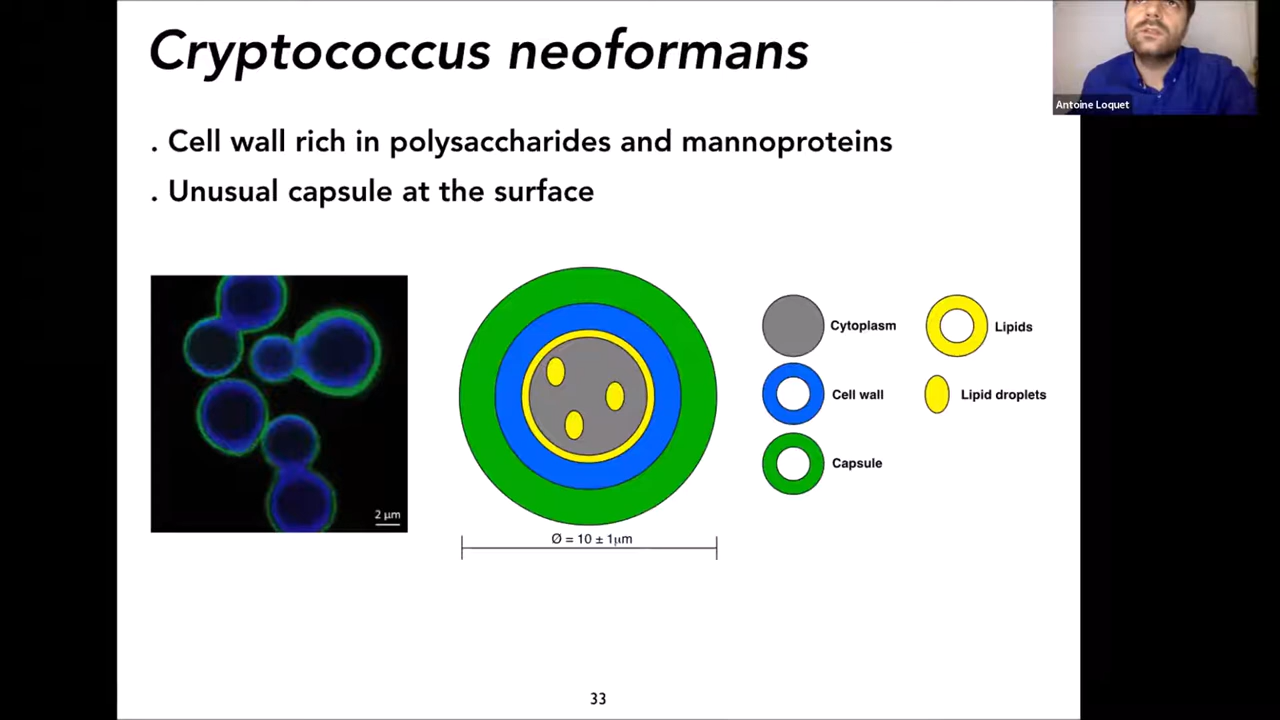 Cryptococcus neoformans
Antoine Loquet
. Cell wall rich in polysaccharides and mannoproteins
. Unusual capsule at the surface
2 μm
Ø = 10 ± 1μm
Cytoplasm
Lipids
Cell wall
Lipid droplets
Capsule
33